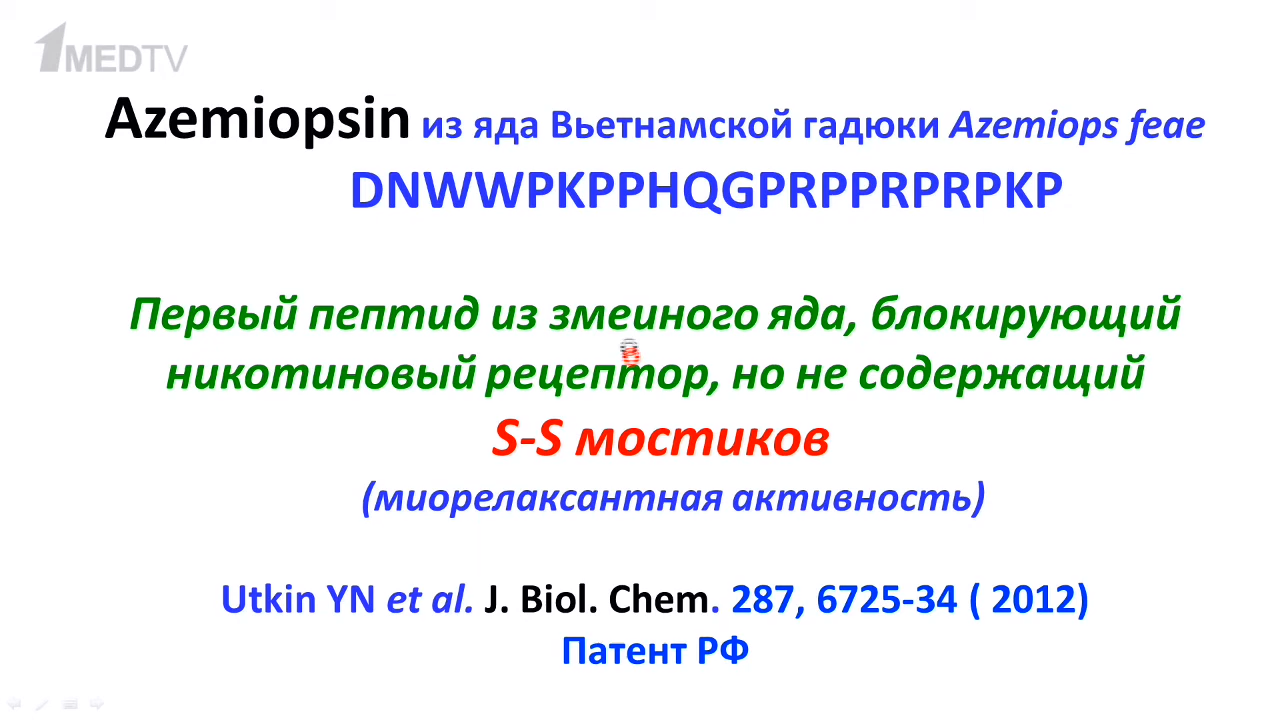 1MEDTV
Azemiopsin из яда Вьетнамской гадюки Azemiops feae
DNWWPKPPHQGPRPPRPRPKP
Первый пептид из змеиного яда, блокирующий
никотиновый рецептор, но не содержащий
S-S мостиков
(миорелаксантная активность)
Utkin YN et al. J. Biol. Chem. 287, 6725-34 ( 2012)
Патент РФ